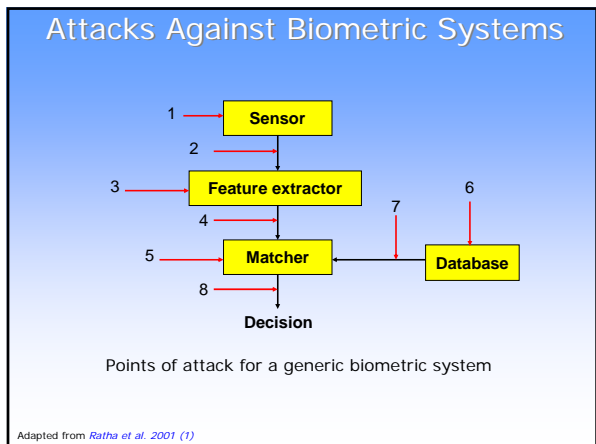 Attacks Against Biometric Systems
1
Sensor
2
3
Feature extractor
6
4
7
5
Matcher
Database
8
Decision
Points of attack for a generic biometric system
Adapted from Ratha et al. 2001 (1)